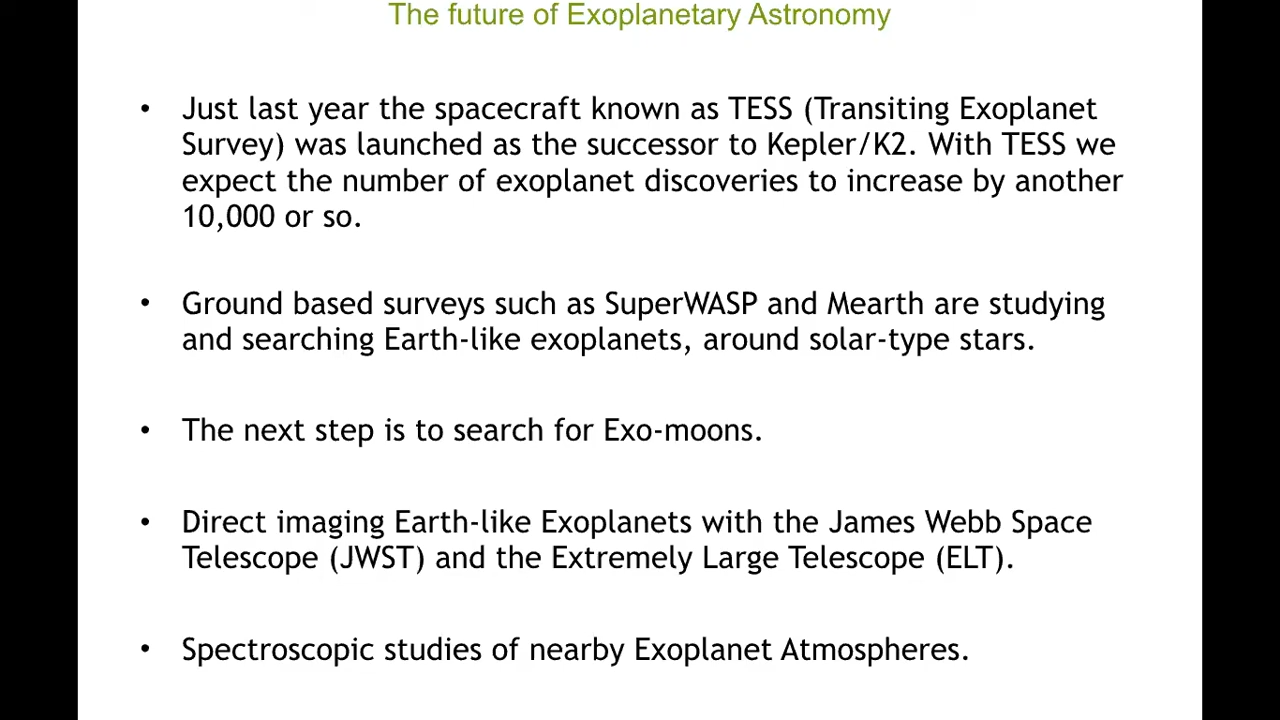 The future of Exoplanetary Astronomy
• Just last year the spacecraft known as TESS (Transiting Exoplanet
Survey) was launched as the successor to Kepler/K2. With TESS we
expect the number of exoplanet discoveries to increase by another
10,000 or so.
• Ground based surveys such as SuperWASP and Mearth are studying
and searching Earth-like exoplanets, around solar-type stars.
• The next step is to search for Exo-moons.
• Direct imaging Earth-like Exoplanets with the James Webb Space
Telescope (JWST) and the Extremely Large Telescope (ELT).
• Spectroscopic studies of nearby Exoplanet Atmospheres.